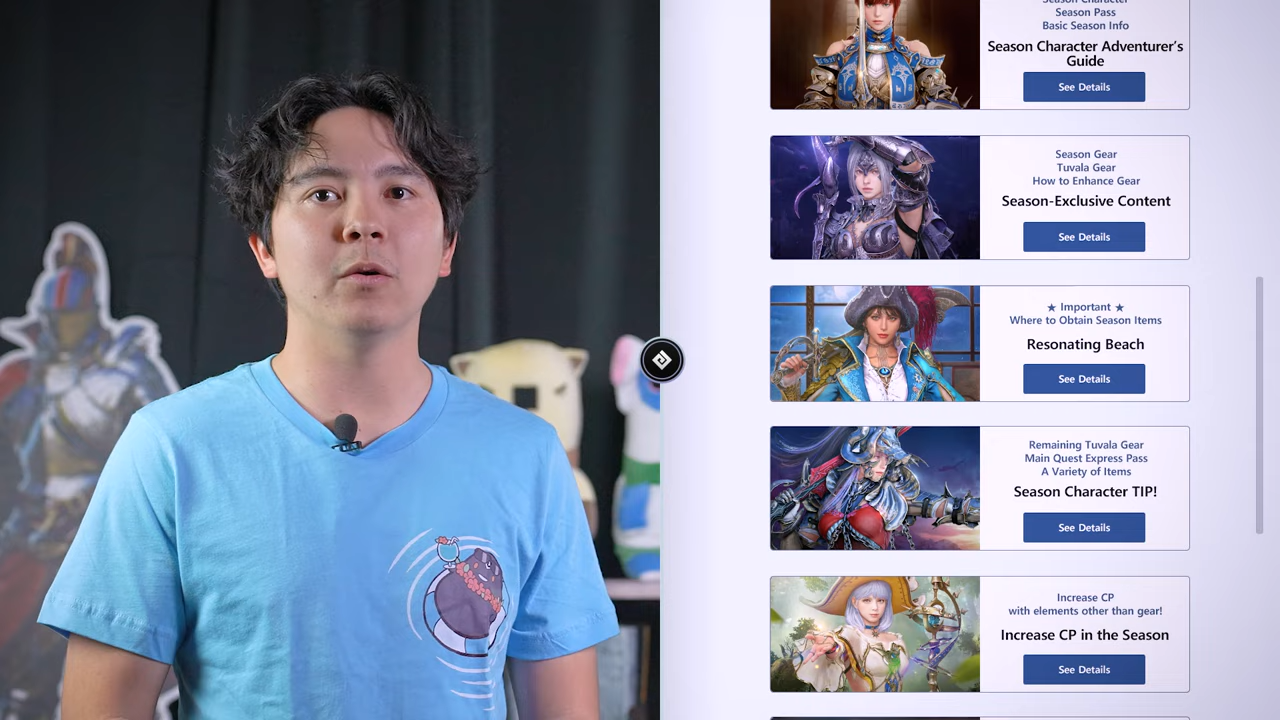 Season Character
Season Pass
Basic Season Info
Season Character Adventurer's
Guide
See Details
Season Gear
Tuvala Gear
How to Enhance Gear
Season-Exclusive Content
See Details
★ Important ★
Where to Obtain Season Items
Resonating Beach
See Details
Remaining Tuvala Gear
Main Quest Express Pass
A Variety of Items
Season Character TIP!
See Details
Increase CP
with elements other than gear!
Increase CP in the Season
See Details